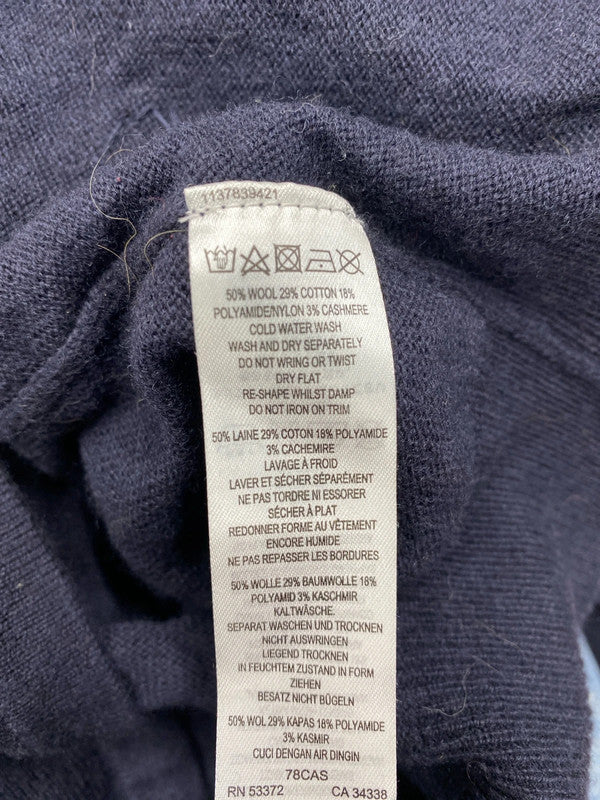 1137839421
50% WOOL 29% COTTON 18%
POLYAMIDE/NYLON 3% CASHMERE
COLD WATER WASH
WASH AND DRY SEPARATELY
DO NOT WRING OR TWIST
DRY FLAT
RE-SHAPE WHILST DAMP
DO NOT IRON ON TRIM
50% LAINE 29% COTON 18% POLYAMIDE
3% CACHEMIRE
LAVAGE À FROID
LAVER ET SÉCHER SÉPARÉMENT
NE PAS TORDRE NI ESSORER
SÉCHER À PLAT
REDONNER FORME AU VÊTEMENT
ENCORE HUMIDE
NE PAS REPASSER LES BORDURES
50% WOLLE 29% BAUMWOLLE 18%
POLYAMID 3% KASCHMIR
KALTWÄSCHE.
SEPARAT WASCHEN UND TROCKNEN
NICHT AUSWRINGEN
LIEGEND TROCKNEN
IN FEUCHTEM ZUSTAND IN FORM
ZIEHEN
BESATZ NICHT BÜGELN
50% WOL 29% KAPAS 18% POLYAMIDE
3% KASMIR
CUCI DENGAN AIR DINGIN
78CAS
RN 53372 CA 34338